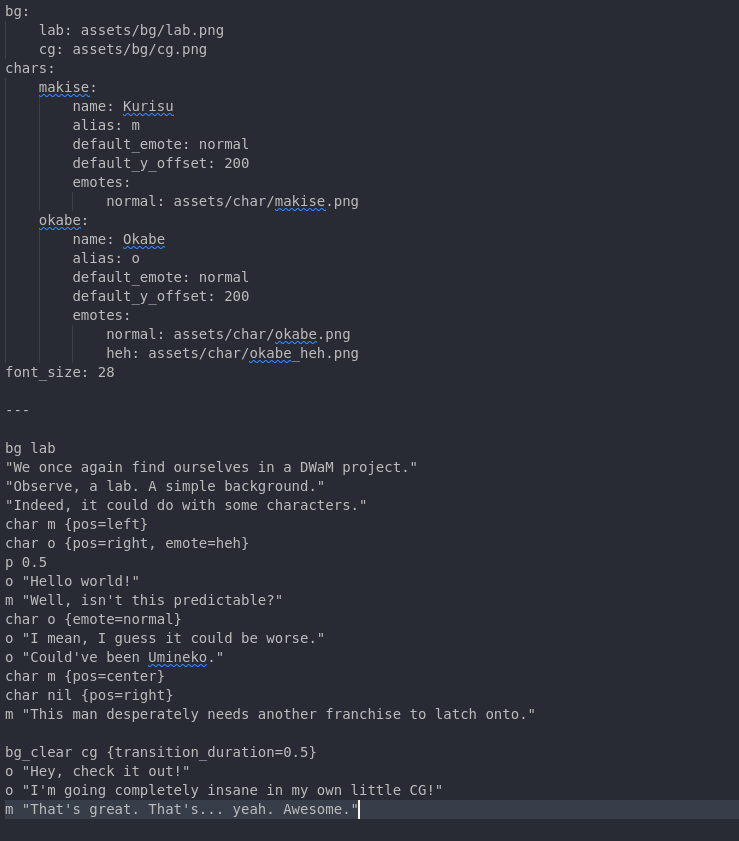 bg:
    lab: assets/bg/lab.png
    cg: assets/bg/cg.png
chars:
    makise:
        name: Kurisu
        alias: m
        default_emote: normal
        default_y_offset: 200
        emotes:
            normal: assets/char/makise.png
    okabe:
        name: Okabe
        alias: o
        default_emote: normal
        default_y_offset: 200
        emotes:
            normal: assets/char/okabe.png
            heh: assets/char/okabe_heh.png
font_size: 28

---

bg lab
"We once again find ourselves in a DWaM project."
"Observe, a lab. A simple background."
"Indeed, it could do with some characters."
char m {pos=left}
char o {pos=right, emote=heh}
p 0.5
o "Hello world!"
m "Well, isn't this predictable?"
char o {emote=normal}
o "I mean, I guess it could be worse."
o "Could've been Umineko."
char m {pos=center}
char nil {pos=right}
m "This man desperately needs another franchise to latch onto."

bg_clear cg {transition_duration=0.5}
o "Hey, check it out!"
o "I'm going completely insane in my own little CG!"
m "That's great. That's... yeah. Awesome."